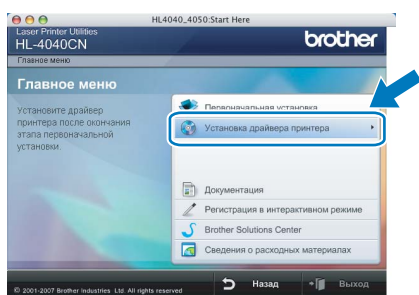 HL4040_4050:Start Here
Laser Printer Utilities
HL-4040CN
brother
Главное меню
Главное меню
Установите драйвер
принтера после окончания
этапа первоначальной
установки.
Первоначальная установка
Установка драйвера принтера
Документация
Регистрация в интерактивном режиме
Brother Solutions Center
Сведения о расходных материалах
© 2001-2007 Brother Industries Ltd. All rights reserved
Назад
Выход